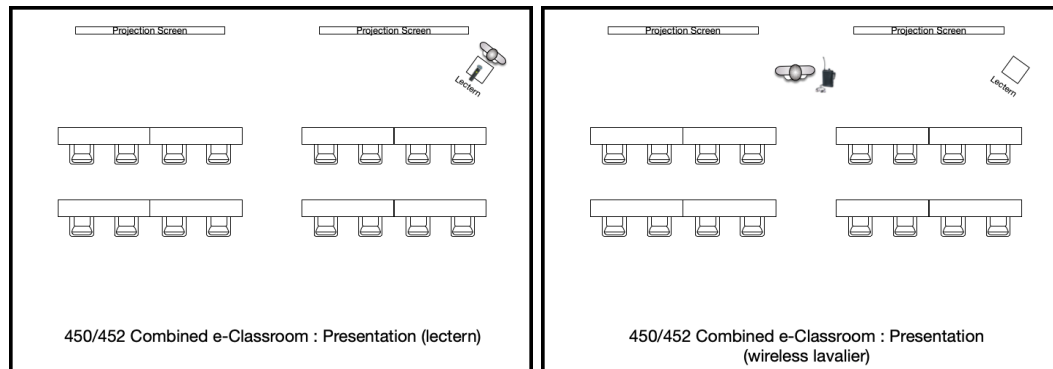 Projection Screen
Projection Screen
Lectern
450/452 Combined e-Classroom : Presentation (lectern)
Projection Screen
Projection Screen
Lectern
450/452 Combined e-Classroom : Presentation
(wireless lavalier)